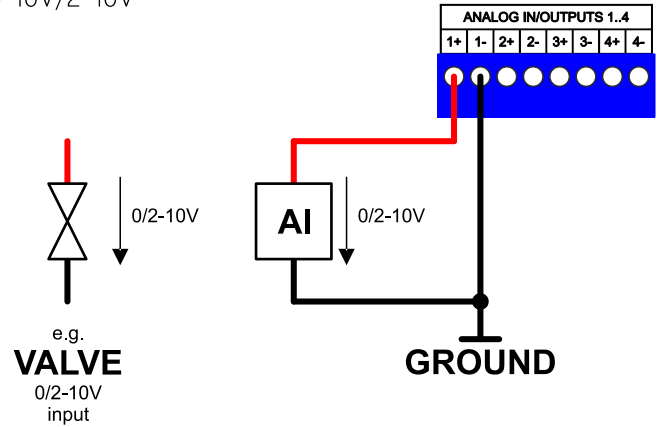 ANALOG IN/OUTPUTS 1..4
1+ 1- 2+ 2- 3+ 3- 4+ 4-
0/2-10V
AI
0/2-10V
e.g.
VALVE
0/2-10V
input
GROUND